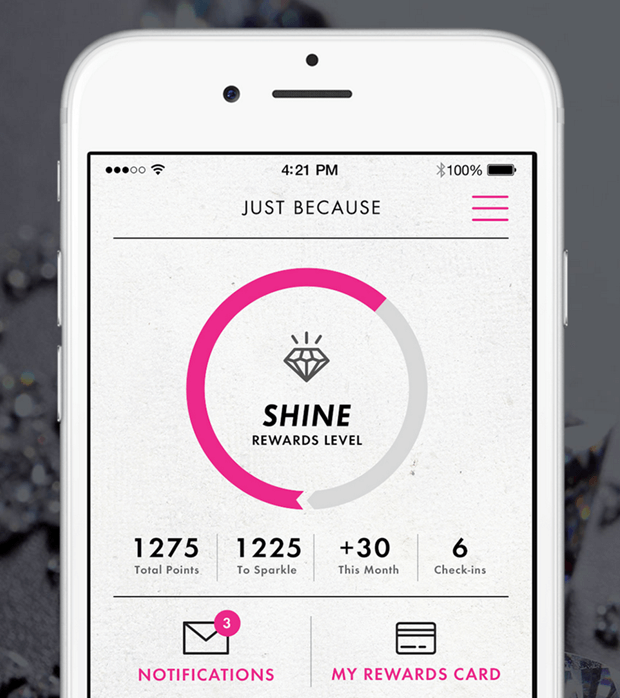 4:21 PM 100%
JUST BECAUSE
SHINE
REWARDS LEVEL
1275 1225 +30 6
Total Points To Sparkle This Month Check-ins
3
NOTIFICATIONS MY REWARDS CARD